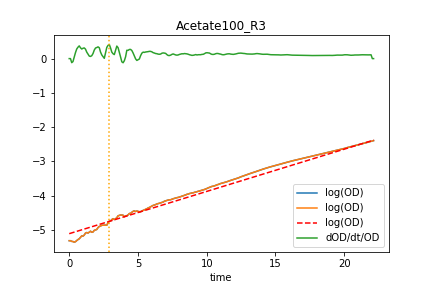 Acetate100_R3
0
−1
−2
−3
−4
−5
log(OD)
log(OD)
log(OD)
dOD/dt/OD
0 5 10 15 20
time